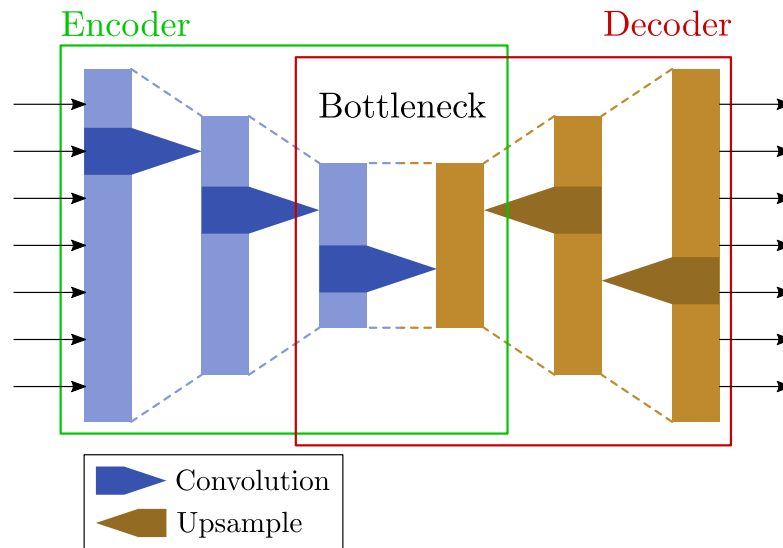 Encoder
Decoder
Bottleneck
Convolution
Upsample